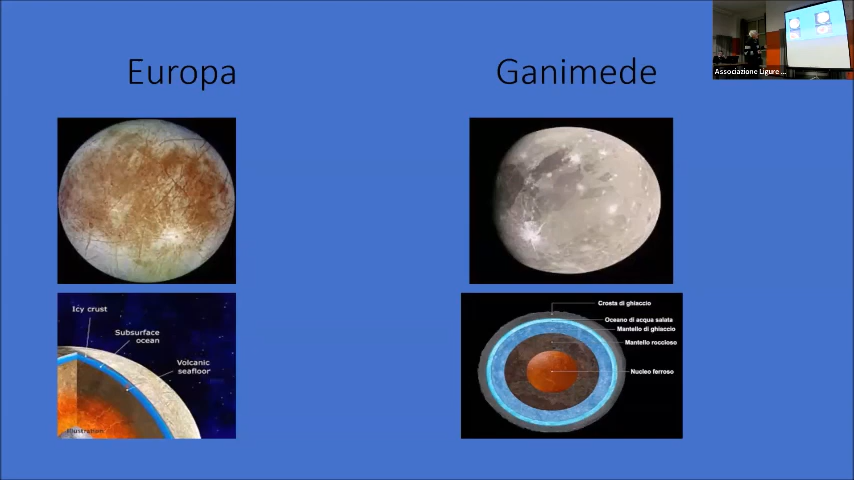 Europa
Ganimede
Associazione Ligure ...
Icy crust
Subsurface
ocean
Volcanic
seafloor
Illustration
Crosta di ghiaccio
Oceano di acqua salata
Mantello di ghiaccio
Mantello roccioso
Nucleo ferroso